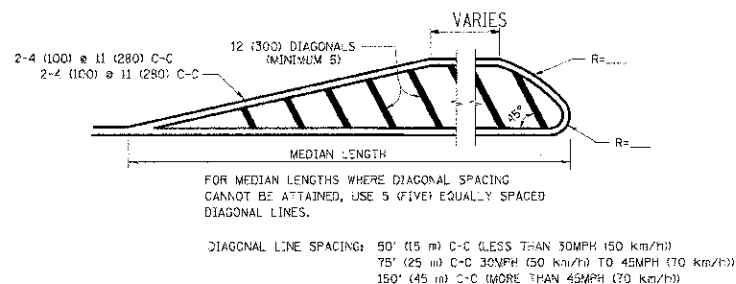 VARIES
2-4 (100) @ 11 (280) C-C
2-4 (100) @ 11 (280) C-C
12 (300) DIAGONALS
(MINIMUM 5)
R=___
45°
R=___
MEDIAN LENGTH
FOR MEDIAN LENGTHS WHERE DIAGONAL SPACING
CANNOT BE ATTAINED, USE 5 (FIVE) EQUALLY SPACED
DIAGONAL LINES.
DIAGONAL LINE SPACING: 50' (15 m) C-C (LESS THAN 30MPH (50 km/h))
75' (25 m) C-C 30MPH (50 km/h) TO 45MPH (70 km/h))
150' (45 m) C-C (MORE THAN 45MPH (70 km/h))